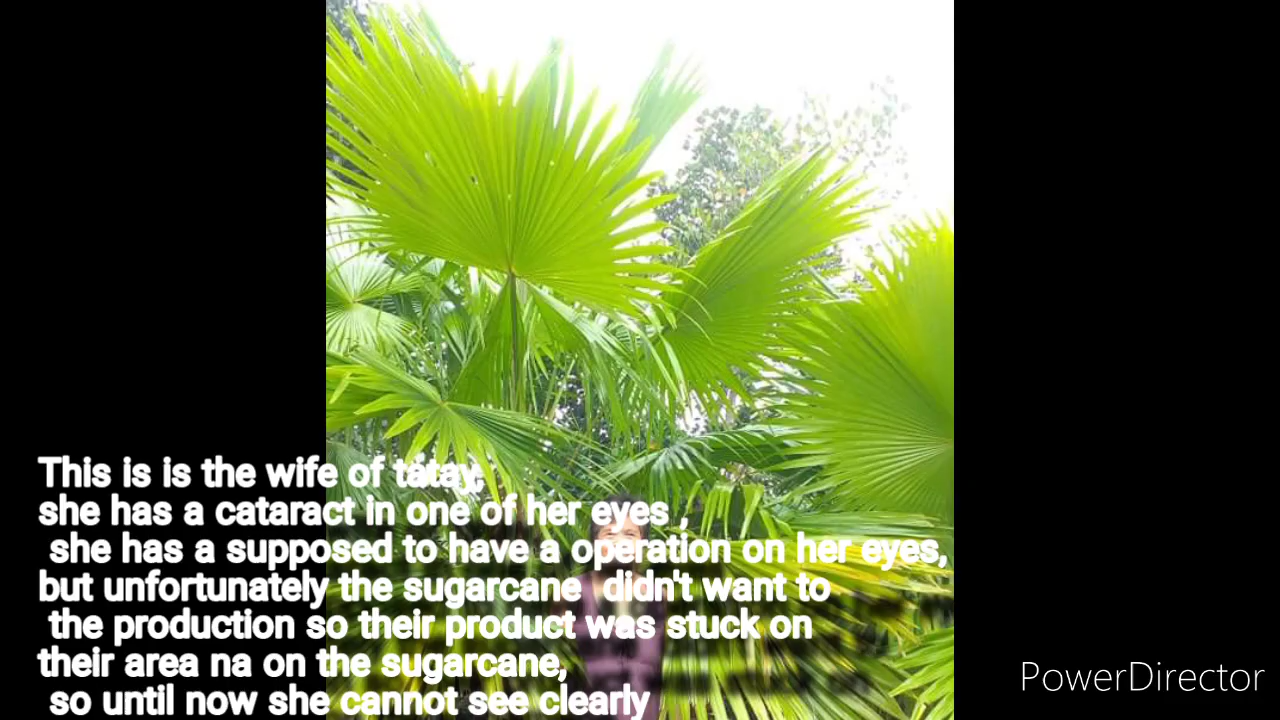 This is is the wife of tatay,
she has a cataract in one of her eyes ,
she has a supposed to have a operation on her eyes,
but unfortunately the sugarcane didn't want to
the production so their product was stuck on
their area na on the sugarcane,
so until now she cannot see clearly
PowerDirector